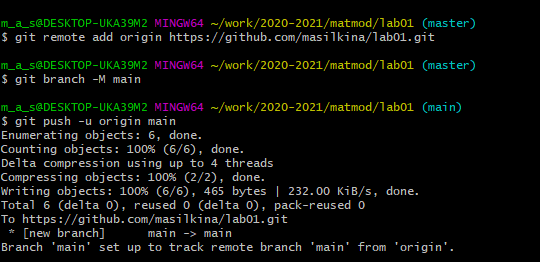 m_a_s@DESKTOP-UKA39M2 MINGW64 ~/work/2020-2021/matmod/lab01 (master)
$ git remote add origin https://github.com/masilkina/lab01.git
m_a_s@DESKTOP-UKA39M2 MINGW64 ~/work/2020-2021/matmod/lab01 (master)
$ git branch -M main
m_a_s@DESKTOP-UKA39M2 MINGW64 ~/work/2020-2021/matmod/lab01 (main)
$ git push -u origin main
Enumerating objects: 6, done.
Counting objects: 100% (6/6), done.
Delta compression using up to 4 threads
Compressing objects: 100% (2/2), done.
Writing objects: 100% (6/6), 465 bytes | 232.00 KiB/s, done.
Total 6 (delta 0), reused 0 (delta 0), pack-reused 0
To https://github.com/masilkina/lab01.git
 * [new branch]      main -> main
Branch 'main' set up to track remote branch 'main' from 'origin'.